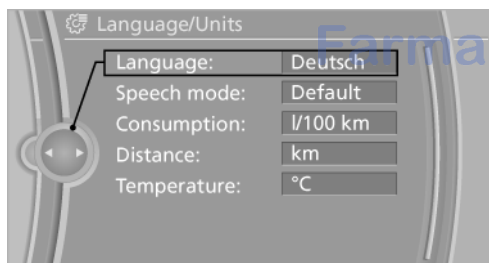 Language/Units
Farma
Language: Deutsch
Speech mode: Default
Consumption: l/100 km
Distance: km
Temperature: °C